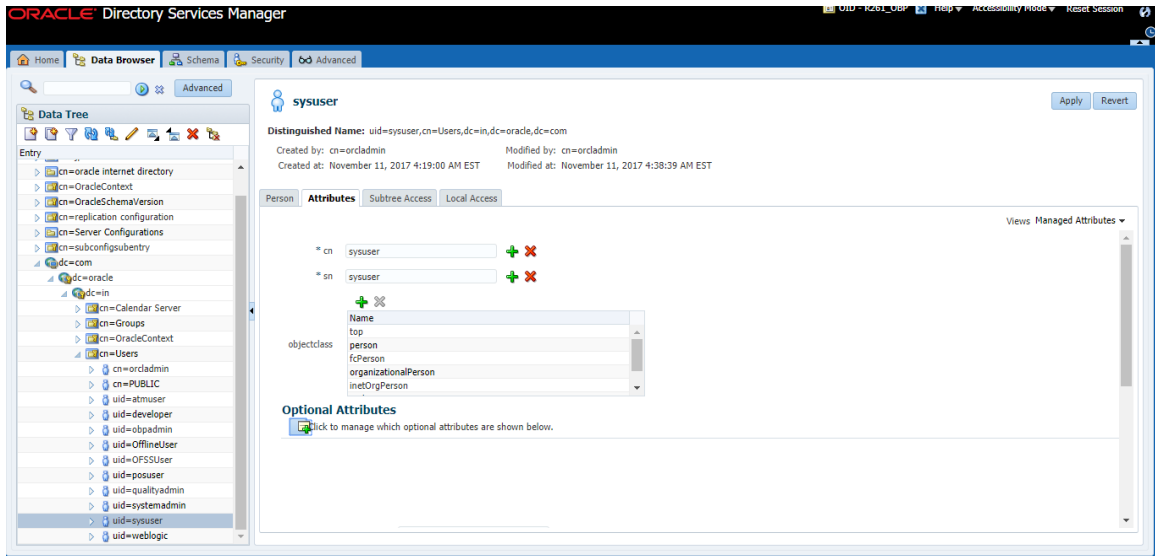 ORACLE Directory Services Manager
OID - R261_OBP Help Accessibility Mode Reset Session
Home Data Browser Schema Security Advanced
Advanced
Data Tree
Entry
cn=oracle internet directory
cn=OracleContext
cn=OracleSchemaVersion
cn=replication configuration
cn=Server Configurations
cn=subconfigsubentry
dc=com
dc=oracle
dc=in
cn=Calendar Server
cn=Groups
cn=OracleContext
cn=Users
cn=orcladmin
cn=PUBLIC
uid=atmuser
uid=developer
uid=obpadmin
uid=OfflineUser
uid=OFSSUser
uid=posuser
uid=qualityadmin
uid=systemadmin
uid=sysuser
uid=weblogic
sysuser
Apply Revert
Distinguished Name: uid=sysuser,cn=Users,dc=in,dc=oracle,dc=com
Created by: cn=orcladmin Modified by: cn=orcladmin
Created at: November 11, 2017 4:19:00 AM EST Modified at: November 11, 2017 4:38:39 AM EST
Person Attributes Subtree Access Local Access
Views Managed Attributes
* cn sysuser
* sn sysuser
objectclass
Name
top
person
fcPerson
organizationalPerson
inetOrgPerson
Optional Attributes
Click to manage which optional attributes are shown below.